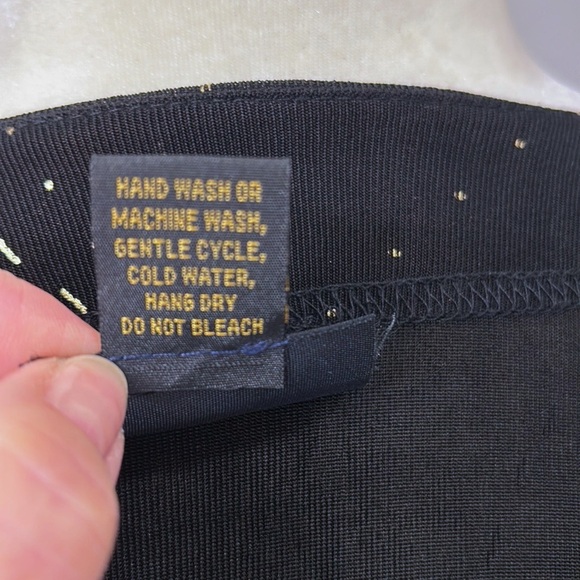 HAND WASH OR
MACHINE WASH,
GENTLE CYCLE,
COLD WATER,
HANG DRY
DO NOT BLEACH